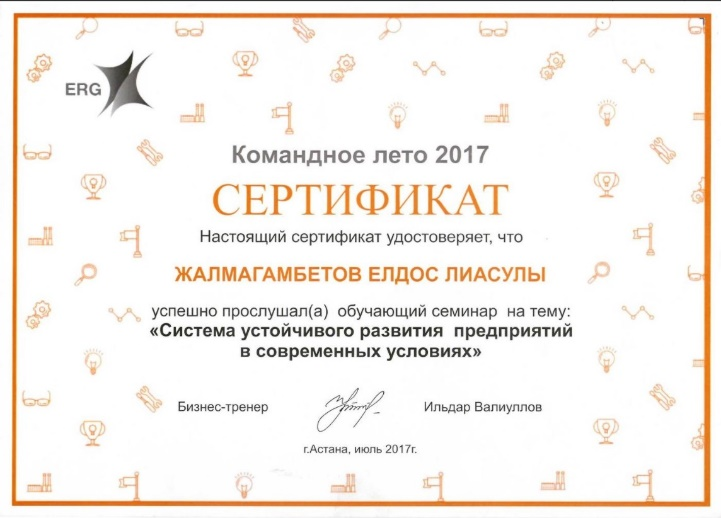 ERG
Командное лето 2017
СЕРТИФИКАТ
Настоящий сертификат удостоверяет, что
ЖАЛМАГАМБЕТОВ ЕЛДОС ЛИАСУЛЫ
успешно прослушал(а) обучающий семинар на тему:
«Система устойчивого развития предприятий
в современных условиях»
Бизнес-тренер Ильдар Валиуллов
г.Астана, июль 2017г.